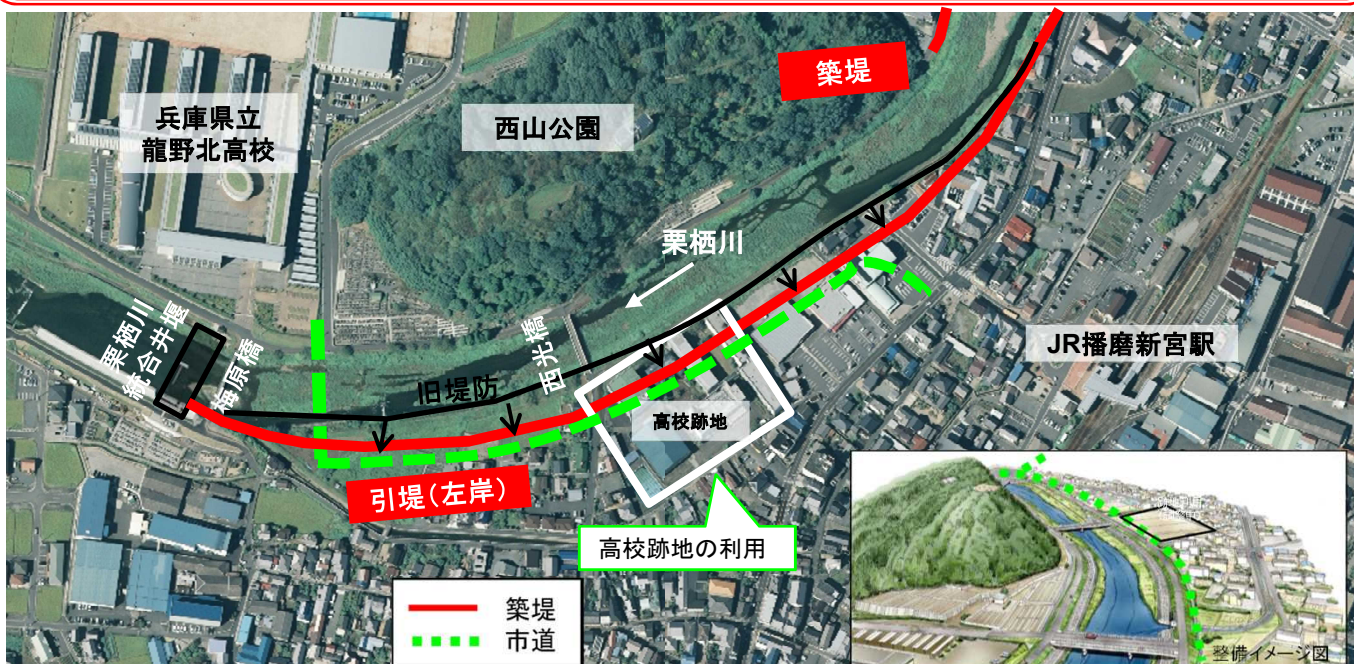 築堤
兵庫県立
龍野北高校
西山公園
栗栖川
栗栖川
統合井堰
梅原橋
西光橋
JR播磨新宮駅
旧堤防
高校跡地
引堤(左岸)
高校跡地の利用
築堤
市道
整備イメージ図